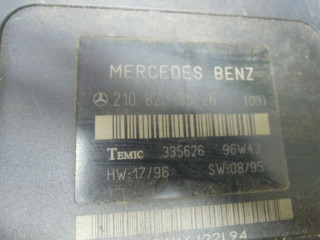 MERCEDES BENZ
210 820 26 [09]
TEMIC 335626 96W43
HW:17/96 SW:08/95